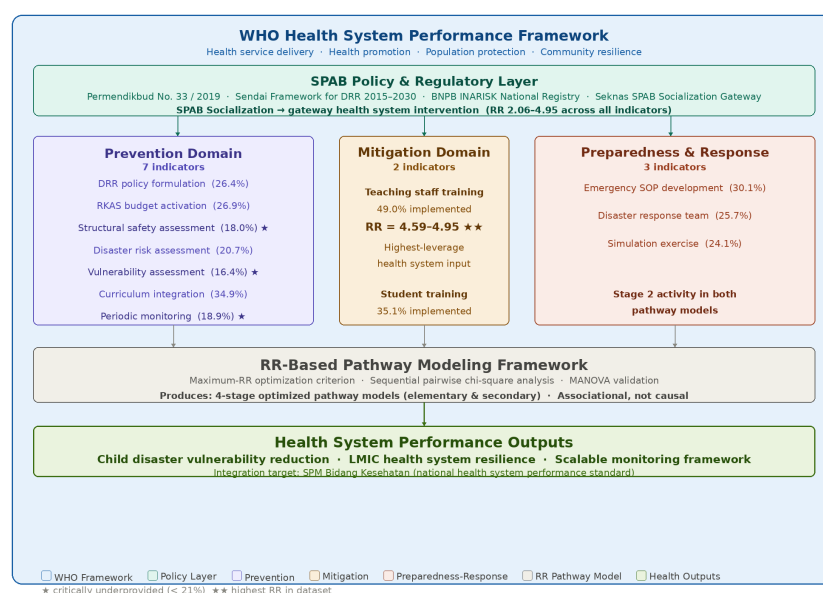 WHO Health System Performance Framework
Health service delivery · Health promotion · Population protection · Community resilience
SPAB Policy & Regulatory Layer
Permendikbud No. 33 / 2019 · Sendai Framework for DRR 2015–2030 · BNPB INARISK National Registry · Seknas SPAB Socialization Gateway
SPAB Socialization → gateway health system intervention (RR 2.06–4.95 across all indicators)
Prevention Domain
7 indicators
DRR policy formulation (26.4%)
RKAS budget activation (26.9%)
Structural safety assessment (18.0%) ★
Disaster risk assessment (20.7%)
Vulnerability assessment (16.4%) ★
Curriculum integration (34.9%)
Periodic monitoring (18.9%) ★
Mitigation Domain
2 indicators
Teaching staff training
49.0% implemented
RR = 4.59–4.95 ★★
Highest-leverage
health system input
Student training
35.1% implemented
Preparedness & Response
3 indicators
Emergency SOP development (30.1%)
Disaster response team (25.7%)
Simulation exercise (24.1%)
Stage 2 activity in both
pathway models
RR-Based Pathway Modeling Framework
Maximum-RR optimization criterion · Sequential pairwise chi-square analysis · MANOVA validation
Produces: 4-stage optimized pathway models (elementary & secondary) · Associational, not causal
Health System Performance Outputs
Child disaster vulnerability reduction · LMIC health system resilience · Scalable monitoring framework
Integration target: SPM Bidang Kesehatan (national health system performance standard)
WHO Framework Policy Layer Prevention Mitigation Preparedness-Response RR Pathway Model Health Outputs
★ critically underprovided (< 21%) ★★ highest RR in dataset